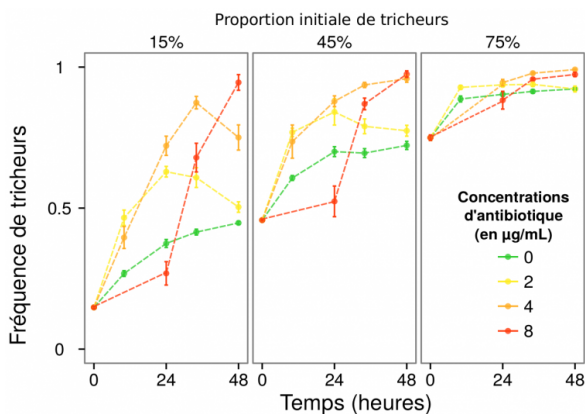 Proportion initiale de tricheurs
15% 45% 75%
1
0.5
0
Fréquence de tricheurs
Concentrations
d'antibiotique
(en µg/mL)
0
2
4
8
0 24 48 0 24 48 0 24 48
Temps (heures)